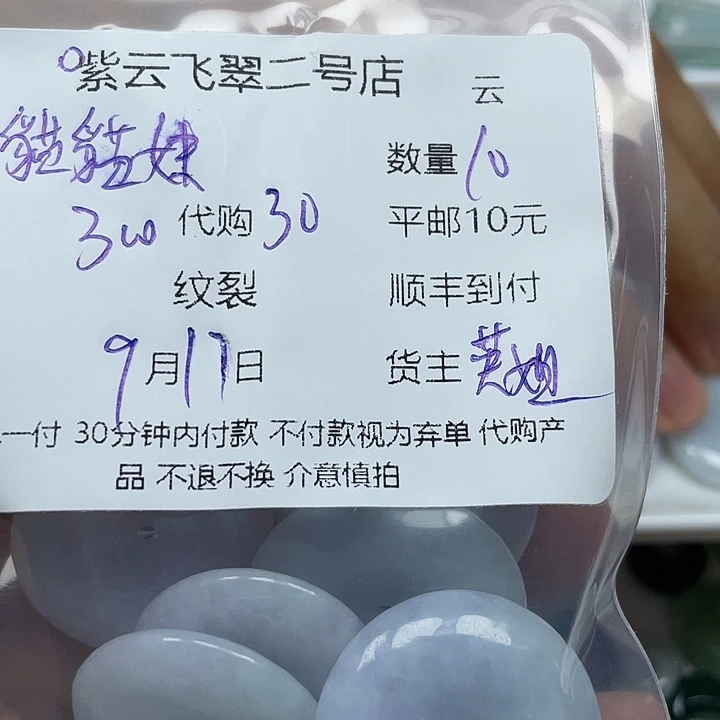 紫云飞翠二号店 云
数量10
300 代购30 平邮10元
纹裂 顺丰到付
9月17日 货主英姐
一付 30分钟内付款 不付款视为弃单 代购产
品 不退不换 介意慎拍